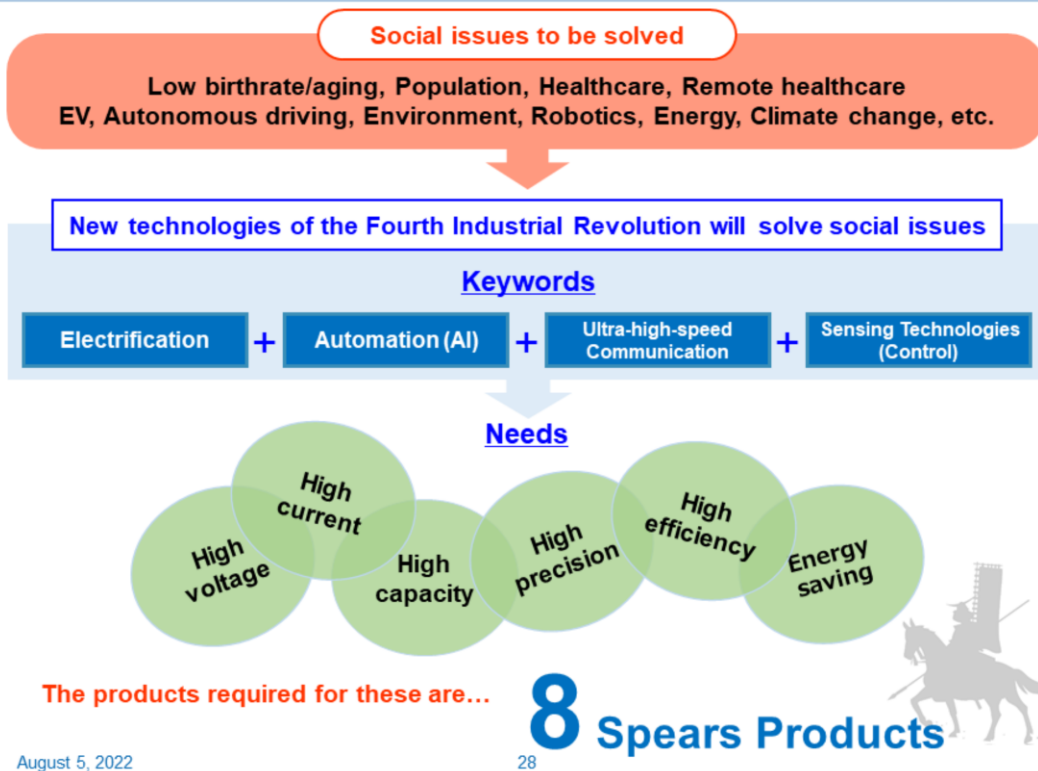 Social issues to be solved
Low birthrate/aging, Population, Healthcare, Remote healthcare
EV, Autonomous driving, Environment, Robotics, Energy, Climate change, etc.
New technologies of the Fourth Industrial Revolution will solve social issues
Keywords
Electrification + Automation (AI) + Ultra-high-speed
Communication + Sensing Technologies
(Control)
Needs
High
voltage
High
current
High
capacity
High
precision
High
efficiency
Energy
saving
The products required for these are...
8 Spears Products
August 5, 2022
28